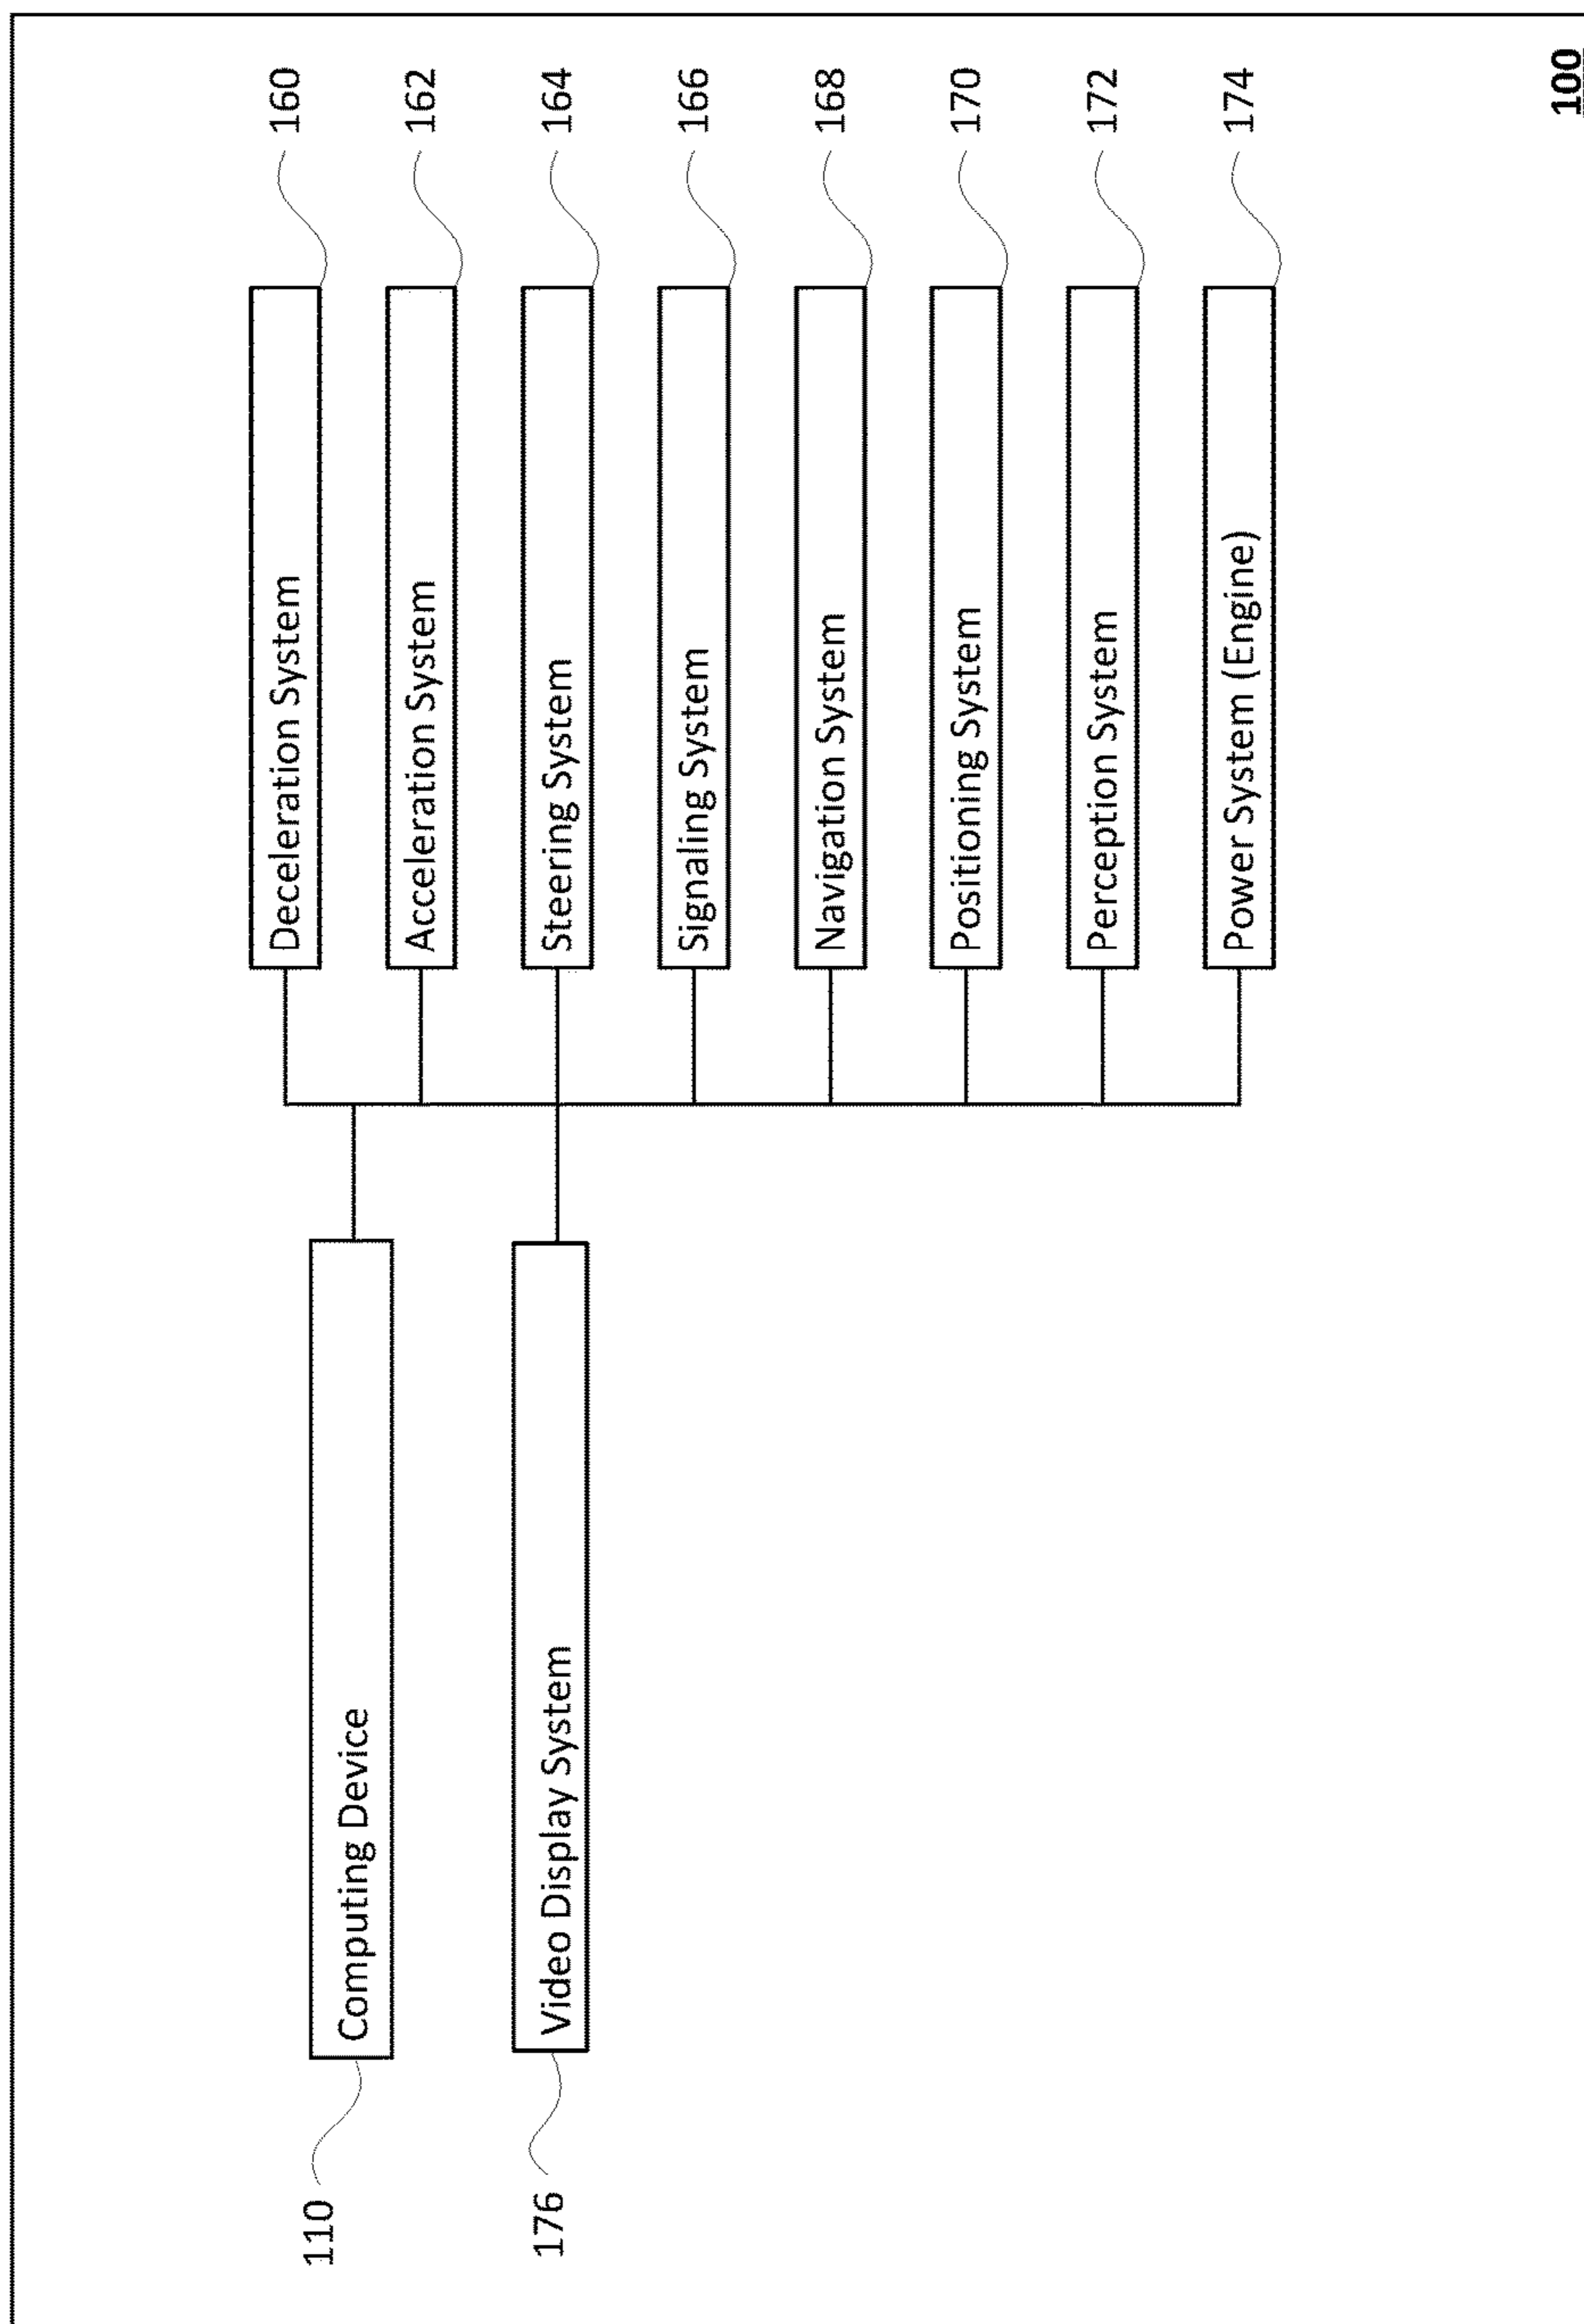 110
Computing Device
176
Video Display System
Deceleration System
160
Acceleration System
162
Steering System
164
Signaling System
166
Navigation System
168
Positioning System
170
Perception System
172
Power System (Engine)
174
100